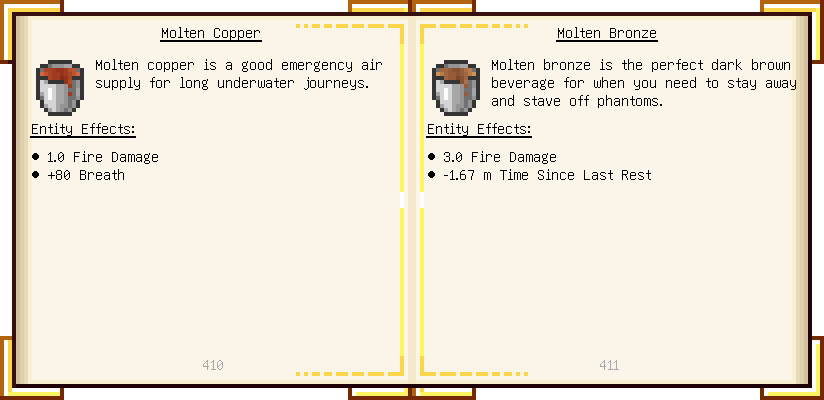 Molten Copper
Molten copper is a good emergency air
supply for long underwater journeys.
Entity Effects:
● 1.0 Fire Damage
● +80 Breath
410
Molten Bronze
Molten bronze is the perfect dark brown
beverage for when you need to stay away
and stave off phantoms.
Entity Effects:
● 3.0 Fire Damage
● -1.67 m Time Since Last Rest
411